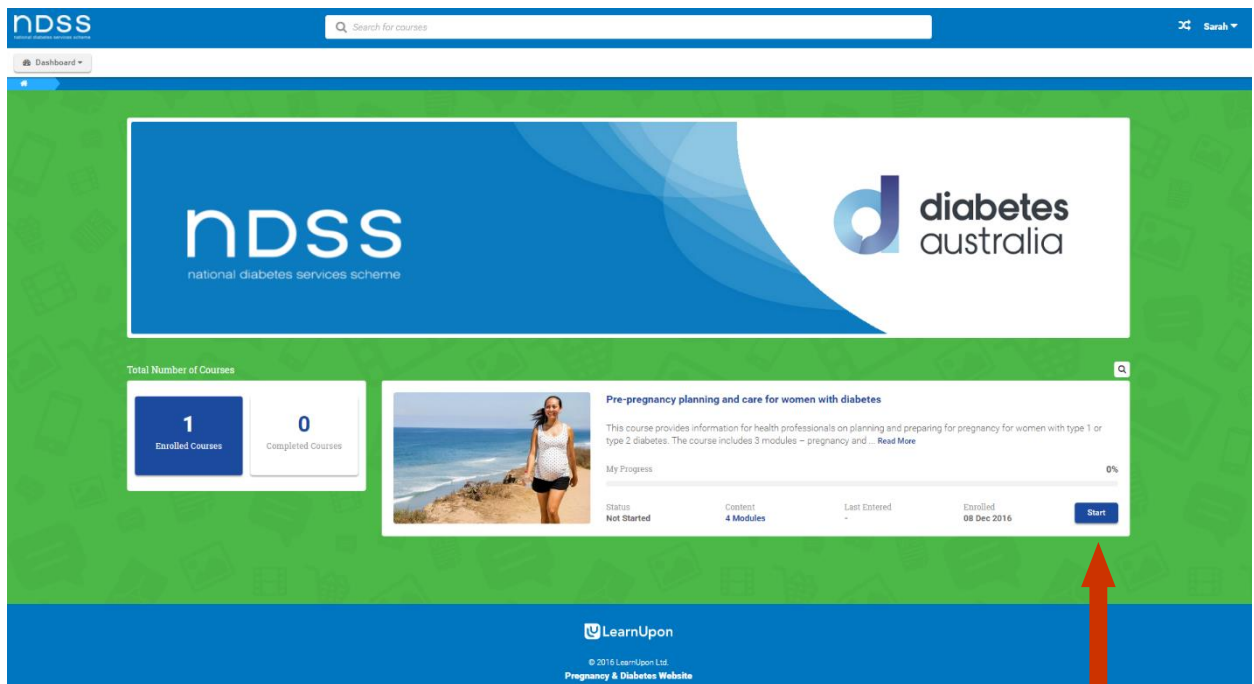 nDSS
national diabetes services scheme
Search for courses
Sarah
Dashboard
nDSS
national diabetes services scheme
diabetes
australia
Total Number of Courses
1
Enrolled Courses
0
Completed Courses
Pre-pregnancy planning and care for women with diabetes
This course provides information for health professionals on planning and preparing for pregnancy for women with type 1 or
type 2 diabetes. The course includes 3 modules – pregnancy and ... Read More
My Progress 0%
Status Content Last Entered Enrolled
Not Started 4 Modules - 08 Dec 2016
Start
LearnUpon
© 2016 LearnUpon Ltd.
Pregnancy & Diabetes Website